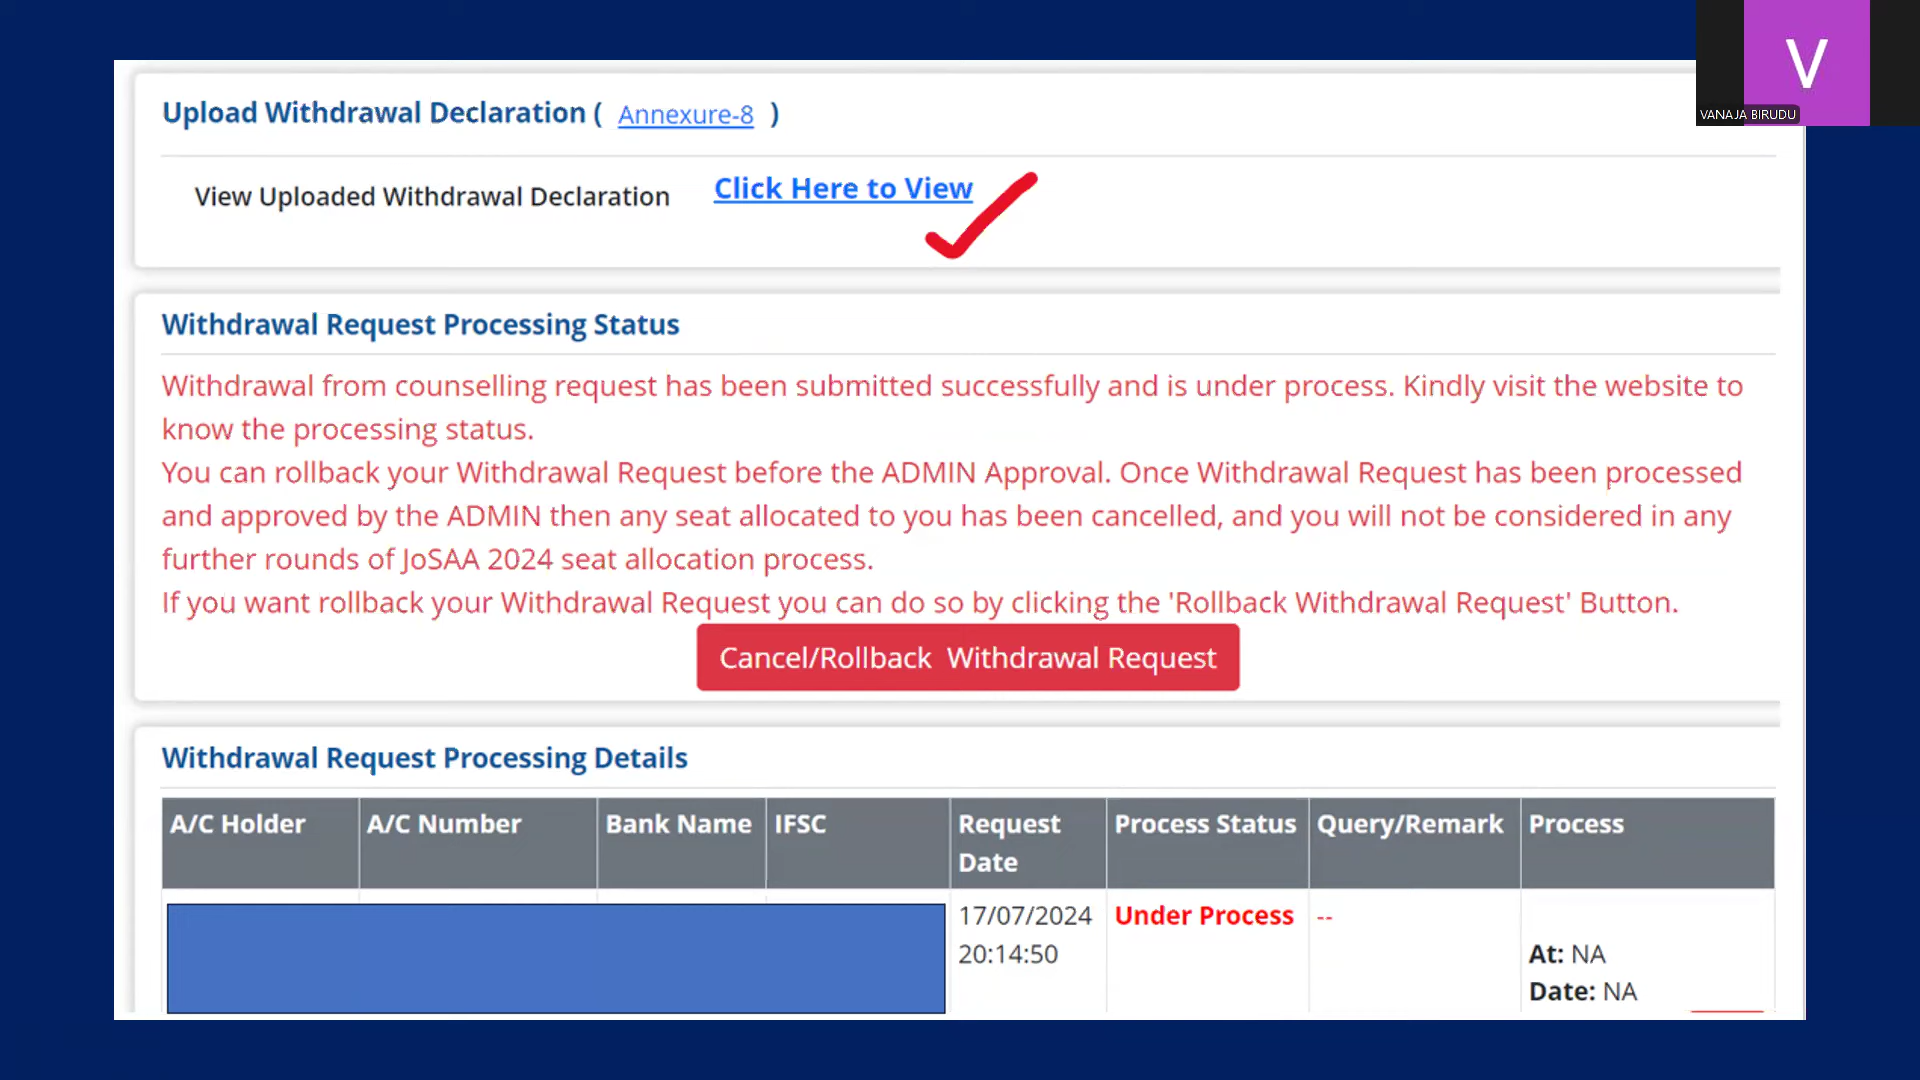 V
VANAJA BIRUDU
Upload Withdrawal Declaration ( Annexure-8 )
View Uploaded Withdrawal Declaration Click Here to View
Withdrawal Request Processing Status
Withdrawal from counselling request has been submitted successfully and is under process. Kindly visit the website to
know the processing status.
You can rollback your Withdrawal Request before the ADMIN Approval. Once Withdrawal Request has been processed
and approved by the ADMIN then any seat allocated to you has been cancelled, and you will not be considered in any
further rounds of JoSAA 2024 seat allocation process.
If you want rollback your Withdrawal Request you can do so by clicking the 'Rollback Withdrawal Request' Button.
Cancel/Rollback Withdrawal Request
Withdrawal Request Processing Details
A/C Holder A/C Number Bank Name IFSC Request Process Status Query/Remark Process
Date
17/07/2024 Under Process --
20:14:50 At: NA
Date: NA